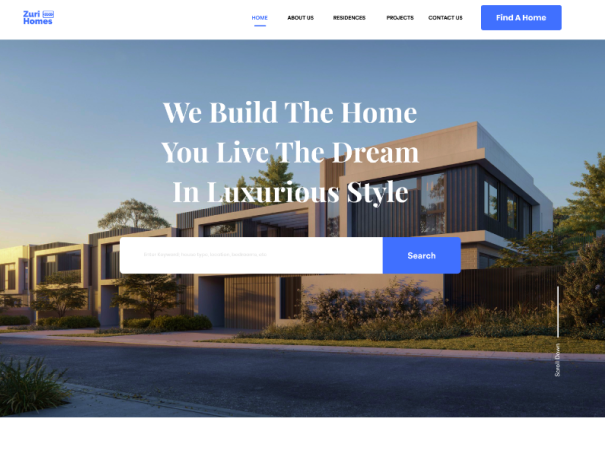 Zuri
Homes
HOME
ABOUT US
RESIDENCES
PROJECTS
CONTACT US
Find A Home
We Build The Home
You Live The Dream
In Luxurious Style
Search
Scroll Down